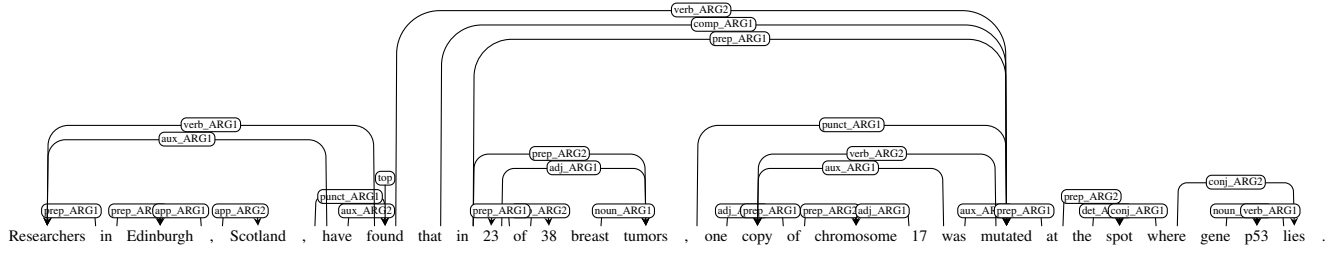 verb_ARG2
comp_ARG1
prep_ARG1
verb_ARG1 punct_ARG1
aux_ARG1
prep_ARG2 verb_ARG2
adj_ARG1 aux_ARG1
top conj_ARG2
punct_ARG1 prep_ARG2
prep_ARG1 app_ARG1 app_ARG2 aux_ARG2 prep_ARG1 noun_ARG1 prep_ARG1 prep_ARG2 adj_ARG1 prep_ARG1 conj_ARG1 verb_ARG1
Researchers in Edinburgh , Scotland , have found that in 23 of 38 breast tumors , one copy of chromosome 17 was mutated at the spot where gene p53 lies .